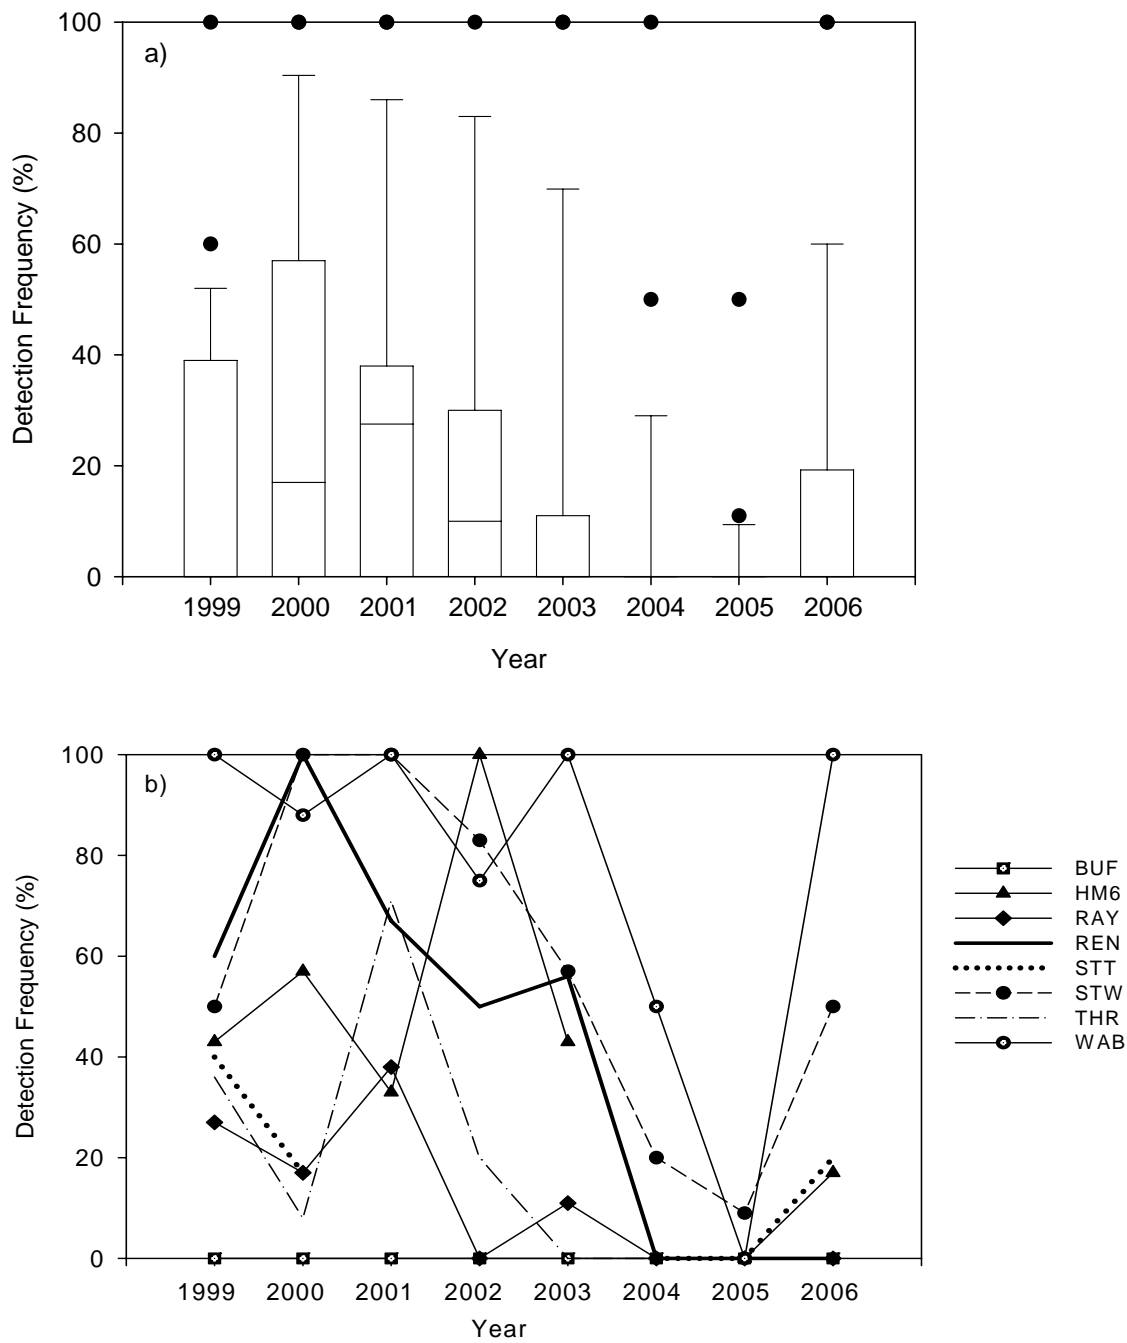 100
a)
80
60
40
20
0
Detection Frequency (%)
1999 2000 2001 2002 2003 2004 2005 2006
Year
100
b)
80
60
40
20
0
Detection Frequency (%)
1999 2000 2001 2002 2003 2004 2005 2006
Year
BUF
HM6
RAY
REN
STT
STW
THR
WAB